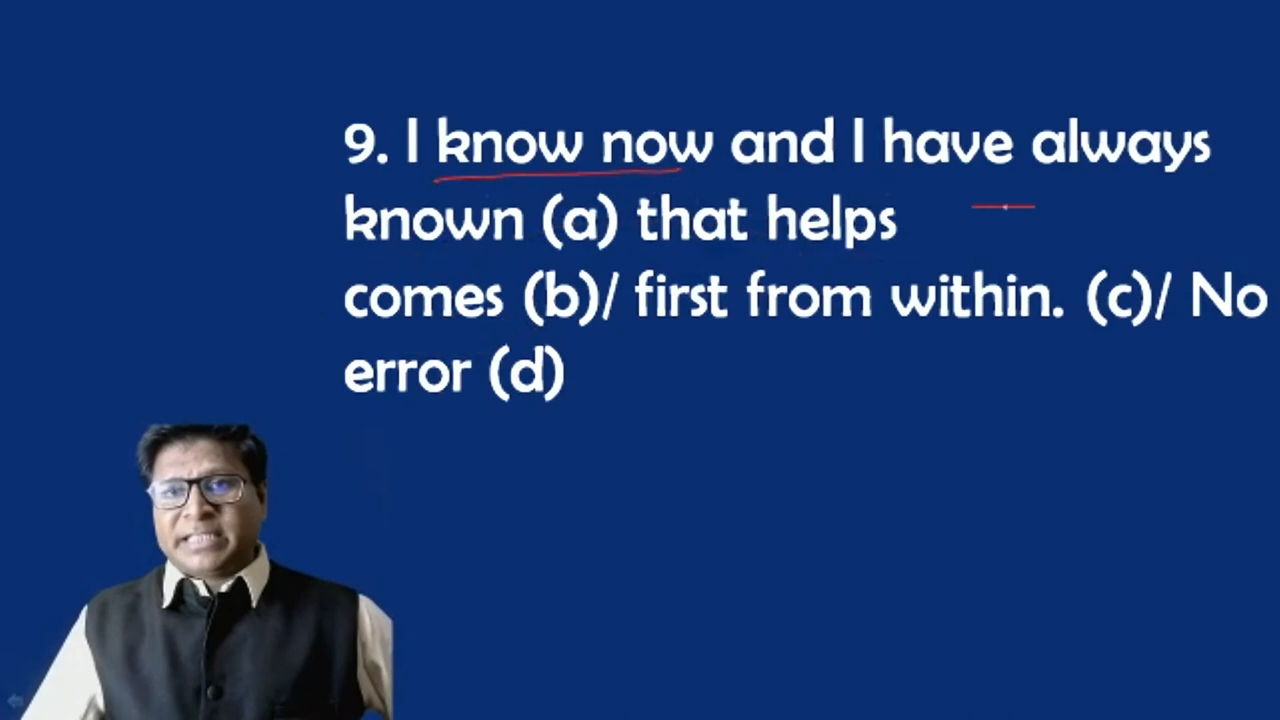 9. I know now and I have always
known (a) that helps
comes (b)/ first from within. (c)/ No
error (d)